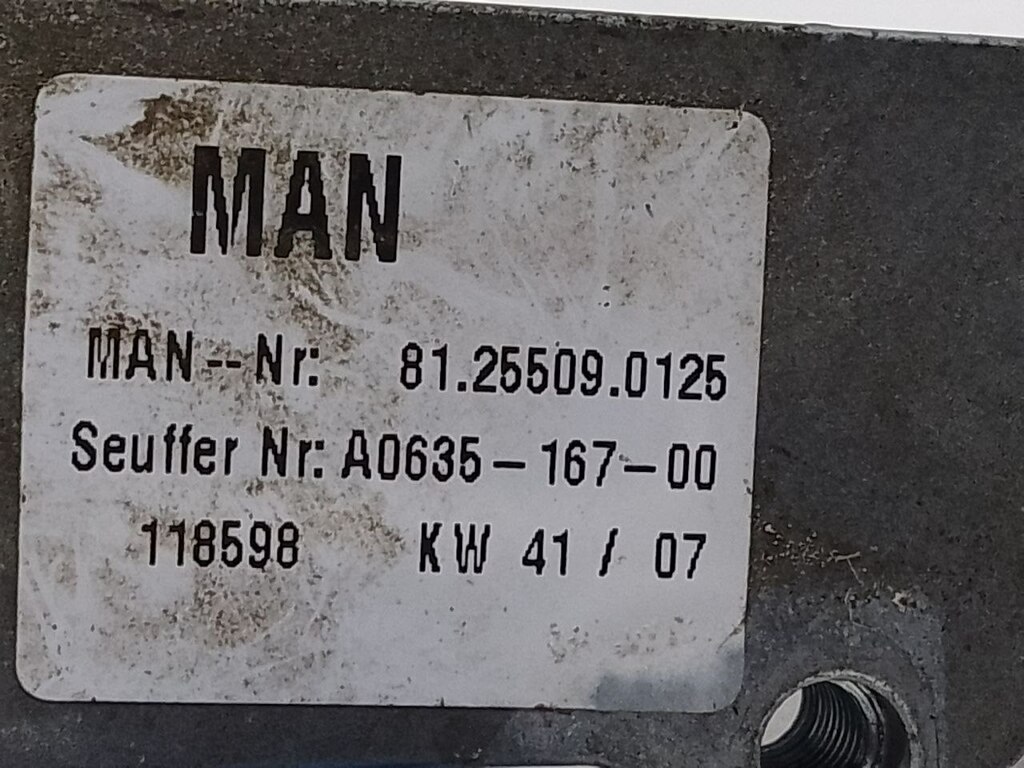 MAN
MAN--Nr: 81.25509.0125
Seuffer Nr: A0635-167-00
118598 KW 41 / 07